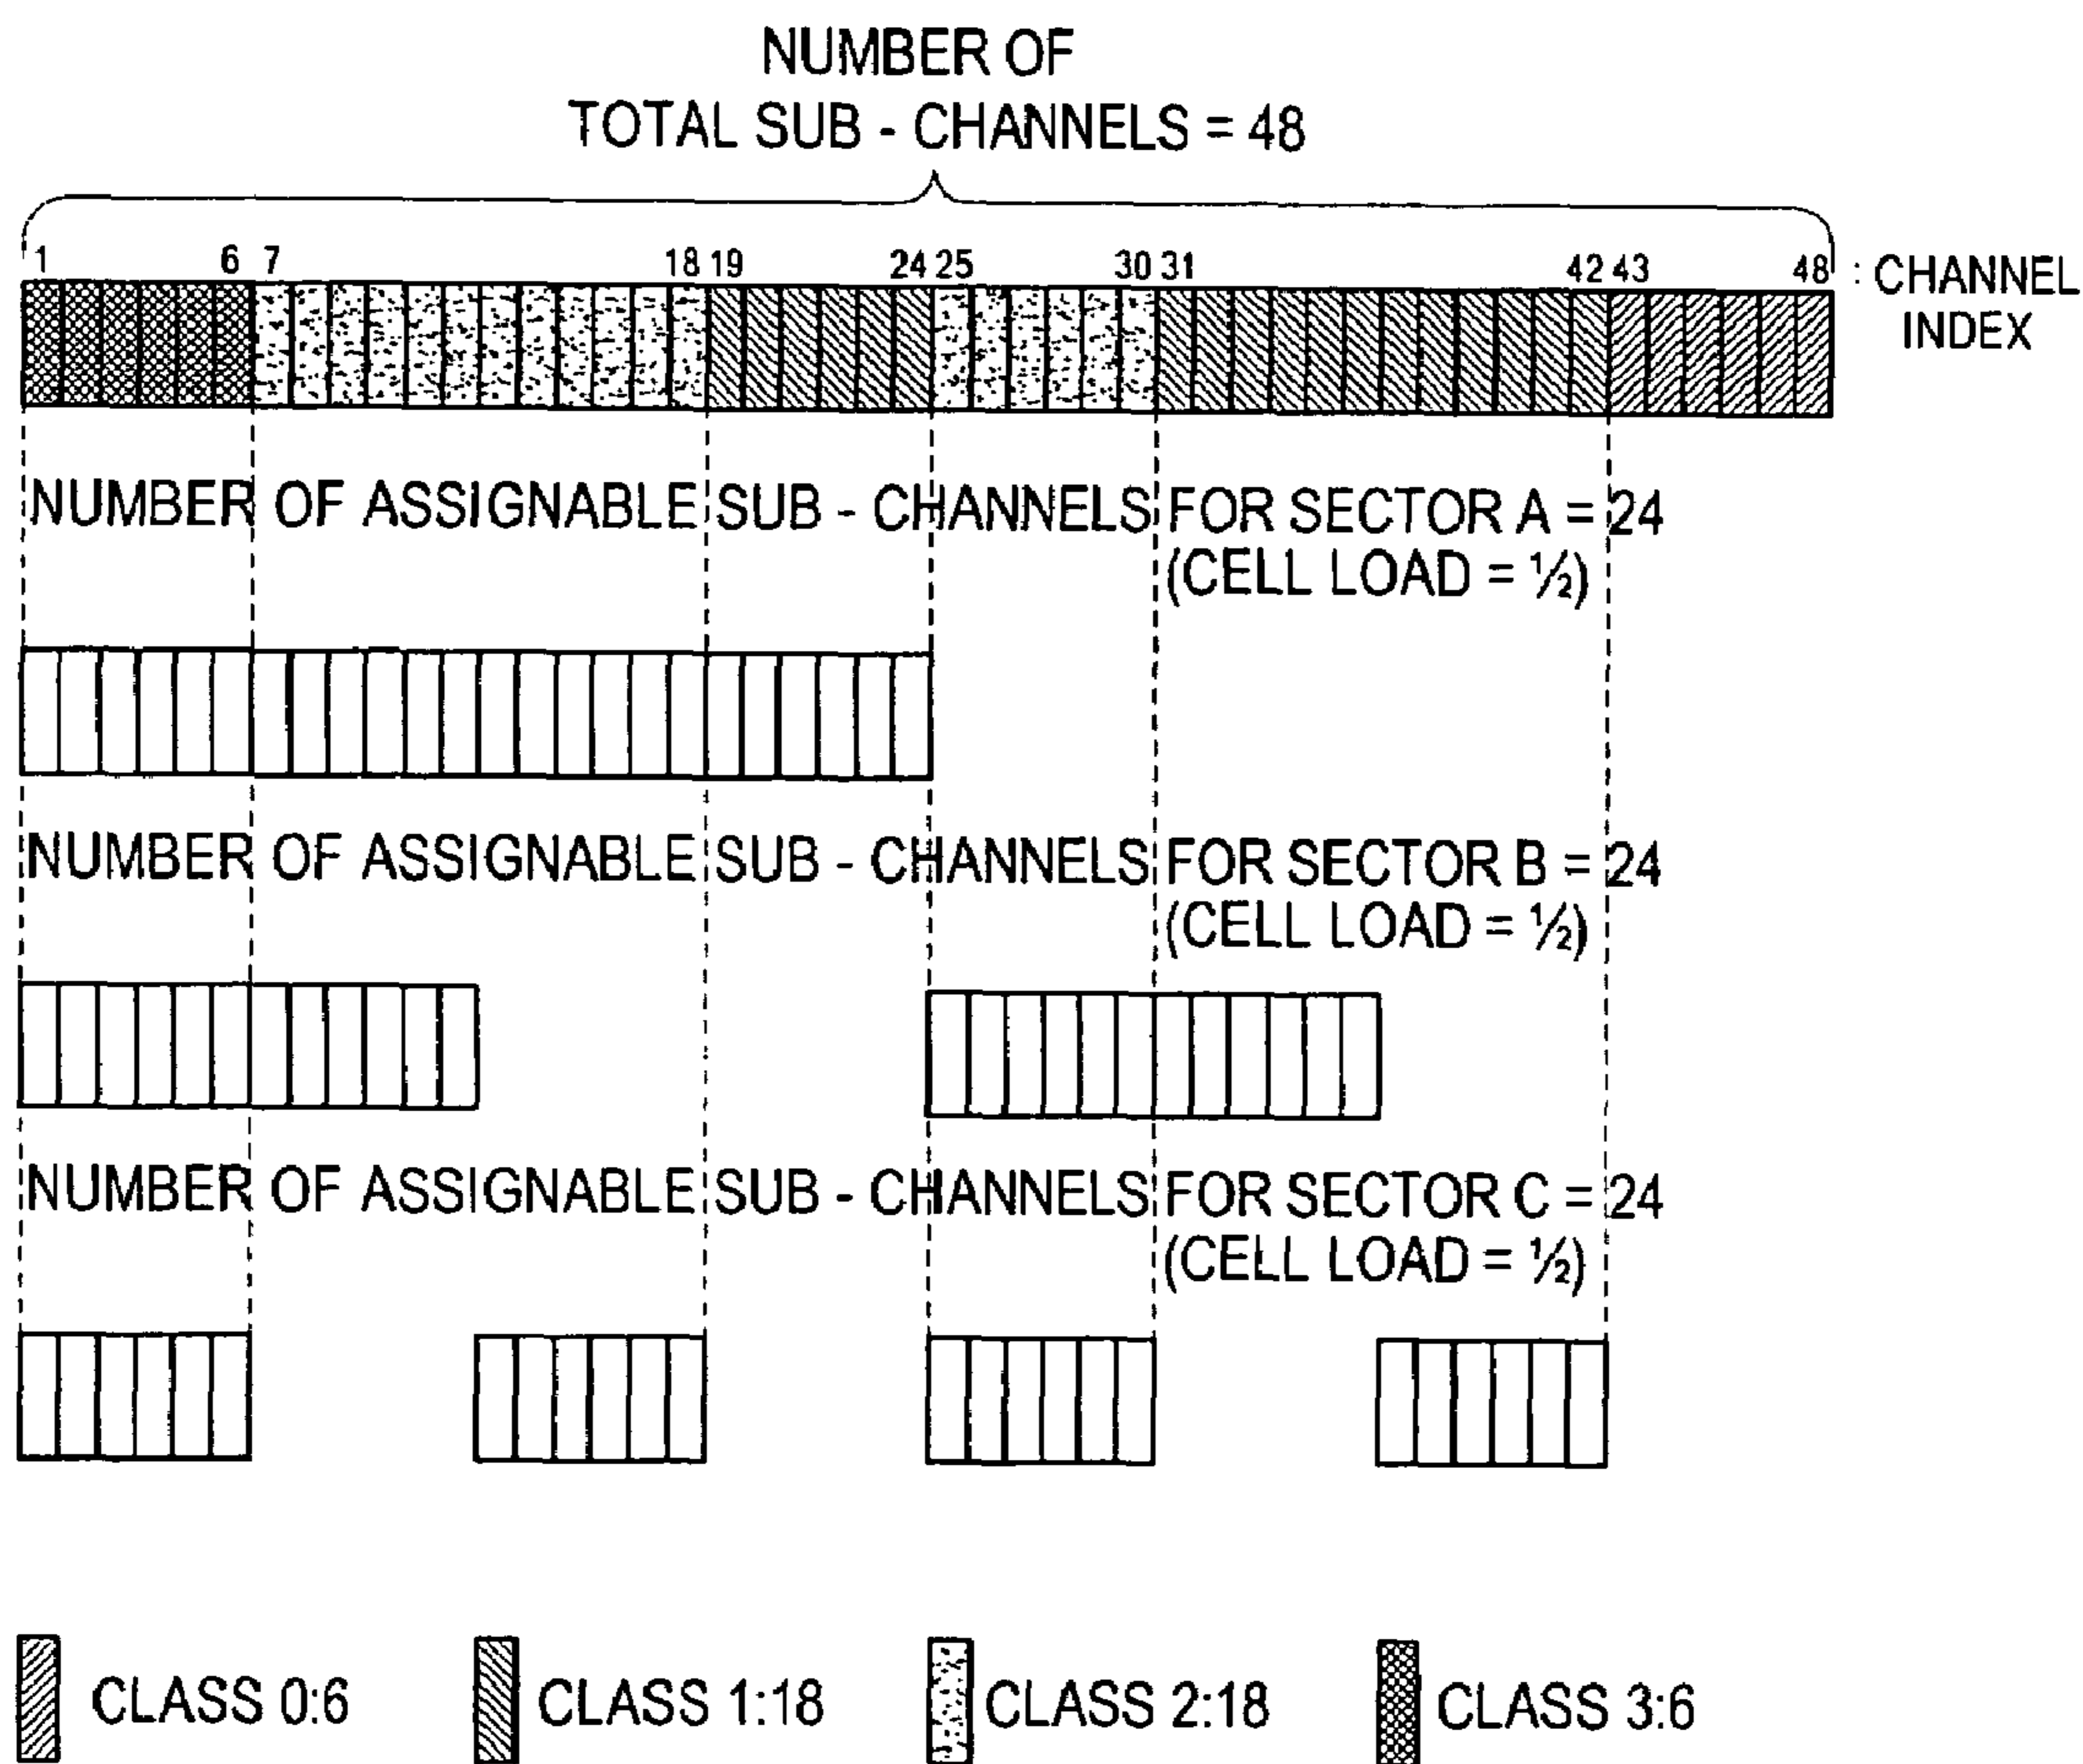 NUMBER OF
TOTAL SUB - CHANNELS = 48
1 6 7 18 19 24 25 30 31 42 43 48 : CHANNEL
INDEX
NUMBER OF ASSIGNABLE SUB - CHANNELS FOR SECTOR A = 24
(CELL LOAD = ½)
NUMBER OF ASSIGNABLE SUB - CHANNELS FOR SECTOR B = 24
(CELL LOAD = ½)
NUMBER OF ASSIGNABLE SUB - CHANNELS FOR SECTOR C = 24
(CELL LOAD = ½)
CLASS 0:6 CLASS 1:18 CLASS 2:18 CLASS 3:6